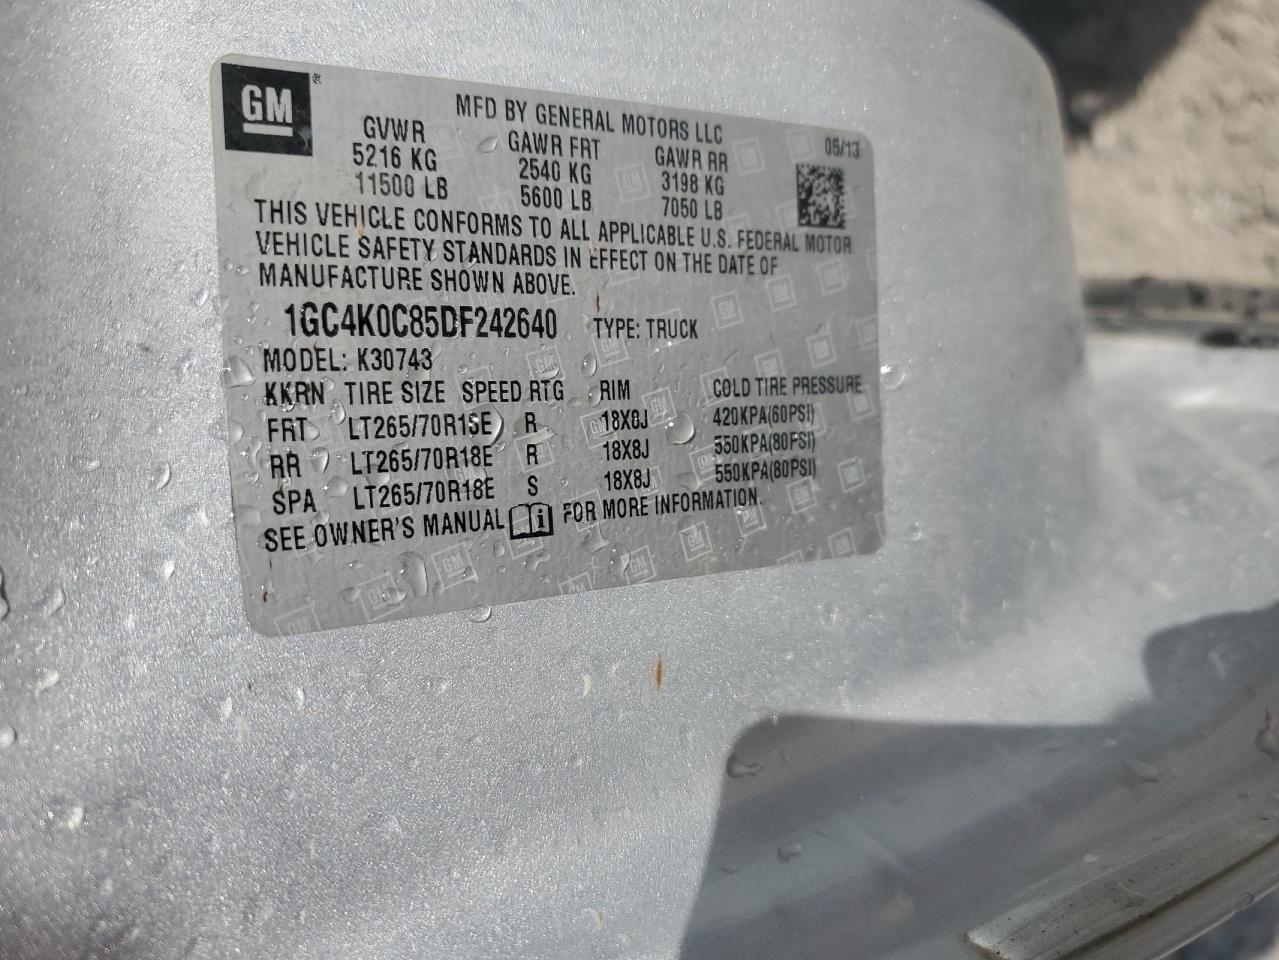 GM ®
MFD BY GENERAL MOTORS LLC
05/13
GVWR GAWR FRT GAWR RR
5216 KG 2540 KG 3198 KG
11500 LB 5600 LB 7050 LB
THIS VEHICLE CONFORMS TO ALL APPLICABLE U.S. FEDERAL MOTOR
VEHICLE SAFETY STANDARDS IN EFFECT ON THE DATE OF
MANUFACTURE SHOWN ABOVE.
1GC4K0C85DF242640 TYPE: TRUCK
MODEL: K30743
KKRN TIRE SIZE SPEED RTG RIM COLD TIRE PRESSURE
FRT LT265/70R18E R 18X8J 420KPA(60PSI)
RR LT265/70R18E R 18X8J 550KPA(80PSI)
SPA LT265/70R18E S 18X8J 550KPA(80PSI)
SEE OWNER'S MANUAL i FOR MORE INFORMATION.